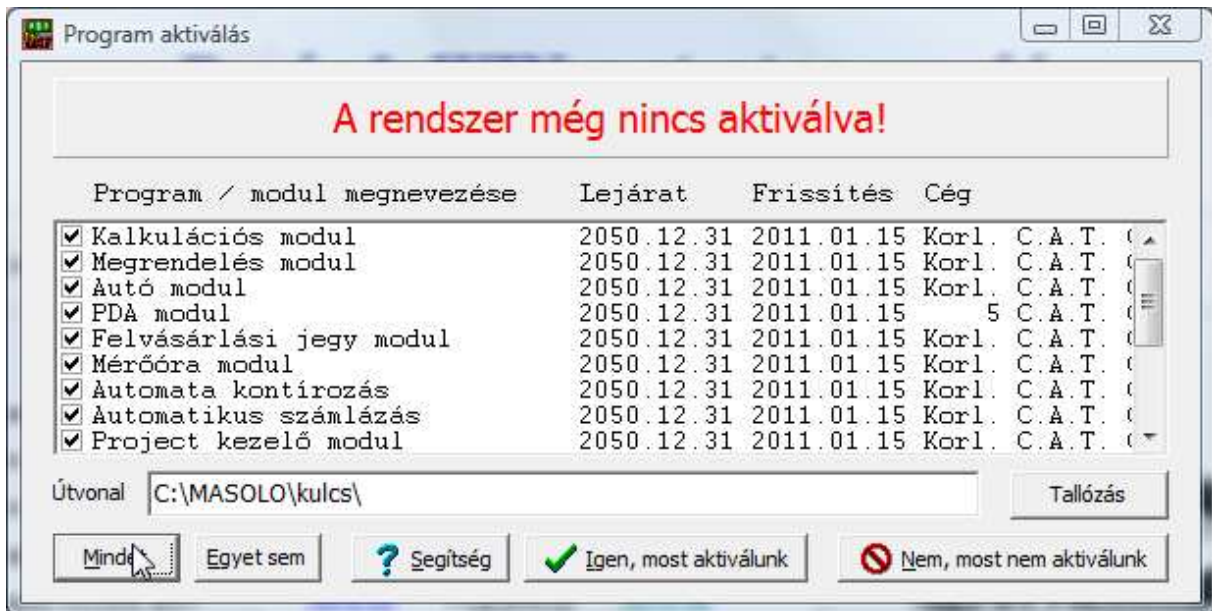 Program aktiválás
A rendszer még nincs aktiválva!
Program / modul megnevezése Lejárat Frissítés Cég
Kalkulációs modul 2050.12.31 2011.01.15 Korl. C.A.T.
Megrendelés modul 2050.12.31 2011.01.15 Korl. C.A.T.
Autó modul 2050.12.31 2011.01.15 Korl. C.A.T.
PDA modul 2050.12.31 2011.01.15 5 C.A.T.
Felvásárlási jegy modul 2050.12.31 2011.01.15 Korl. C.A.T.
Mérőóra modul 2050.12.31 2011.01.15 Korl. C.A.T.
Automata kontírozás 2050.12.31 2011.01.15 Korl. C.A.T.
Automatikus számlázás 2050.12.31 2011.01.15 Korl. C.A.T.
Project kezelő modul 2050.12.31 2011.01.15 Korl. C.A.T.
Útvonal C:\MASOLO\kulcs\ Tallózás
Egyet sem Segítség Igen, most aktiválunk Nem, most nem aktiválunk